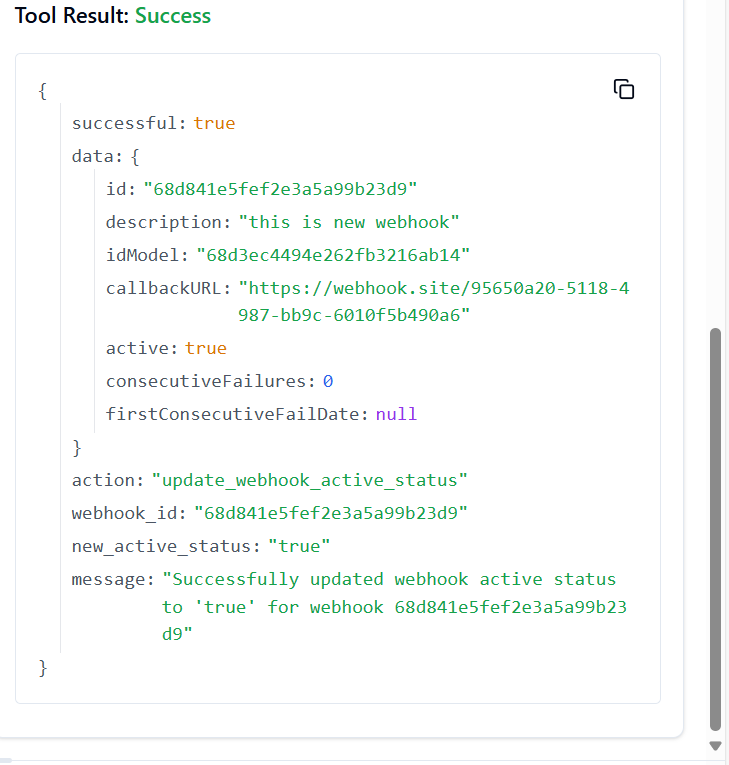 Tool Result: Success
{
successful: true
data: {
id: "68d841e5fef2e3a5a99b23d9"
description: "this is new webhook"
idModel: "68d3ec4494e262fb3216ab14"
callbackURL: "https://webhook.site/95650a20-5118-4
987-bb9c-6010f5b490a6"
active: true
consecutiveFailures: 0
firstConsecutiveFailDate: null
}
action: "update_webhook_active_status"
webhook_id: "68d841e5fef2e3a5a99b23d9"
new_active_status: "true"
message: "Successfully updated webhook active status
to 'true' for webhook 68d841e5fef2e3a5a99b23
d9"
}